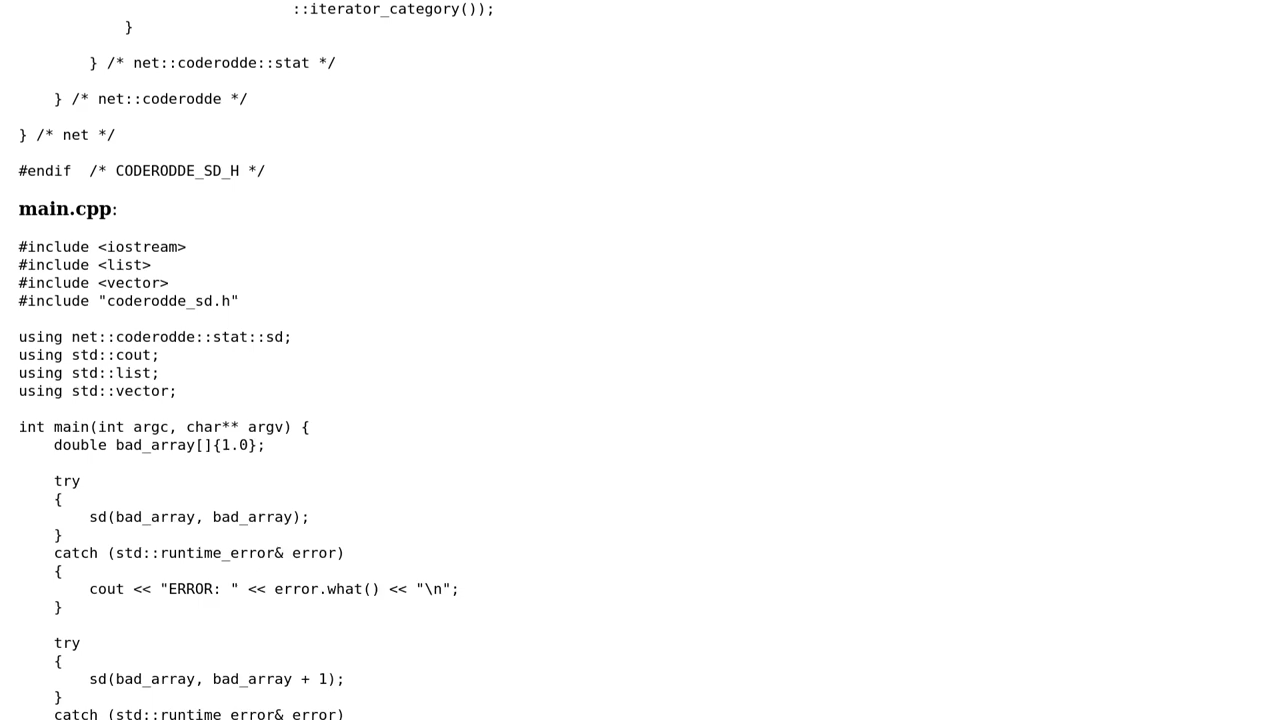 ::iterator_category());
}
} /* net::coderodde::stat */
} /* net::coderodde */
} /* net */
#endif  /* CODERODDE_SD_H */
main.cpp:
#include <iostream>
#include <list>
#include <vector>
#include "coderodde_sd.h"
using net::coderodde::stat::sd;
using std::cout;
using std::list;
using std::vector;
int main(int argc, char** argv) {
    double bad_array[]{1.0};
    try
    {
        sd(bad_array, bad_array);
    }
    catch (std::runtime_error& error)
    {
        cout << "ERROR: " << error.what() << "\n";
    }
    try
    {
        sd(bad_array, bad_array + 1);
    }
    catch (std::runtime_error& error)